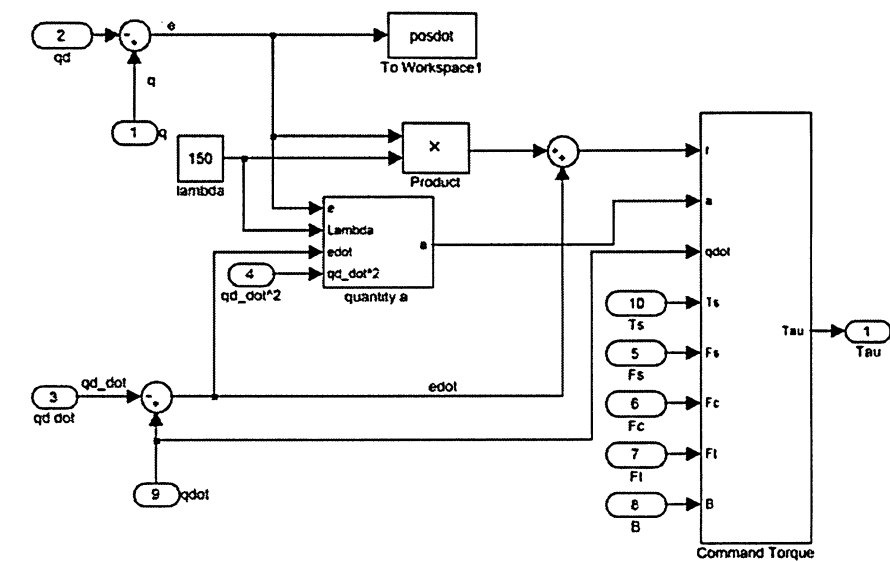 2
qd
e
posdot
To Workspace1
q
1
q
150
lambda
×
Product
e
Lambda
edot
qd_dot^2
a
quantity a
4
qd_dot^2
r
a
qdot
10
Ts
Ts
5
Fs
Fs
6
Fc
Fc
7
Ft
Ft
8
B
B
Tau
1
Tau
Command Torque
edot
3
qd dot
qd_dot
9
qdot